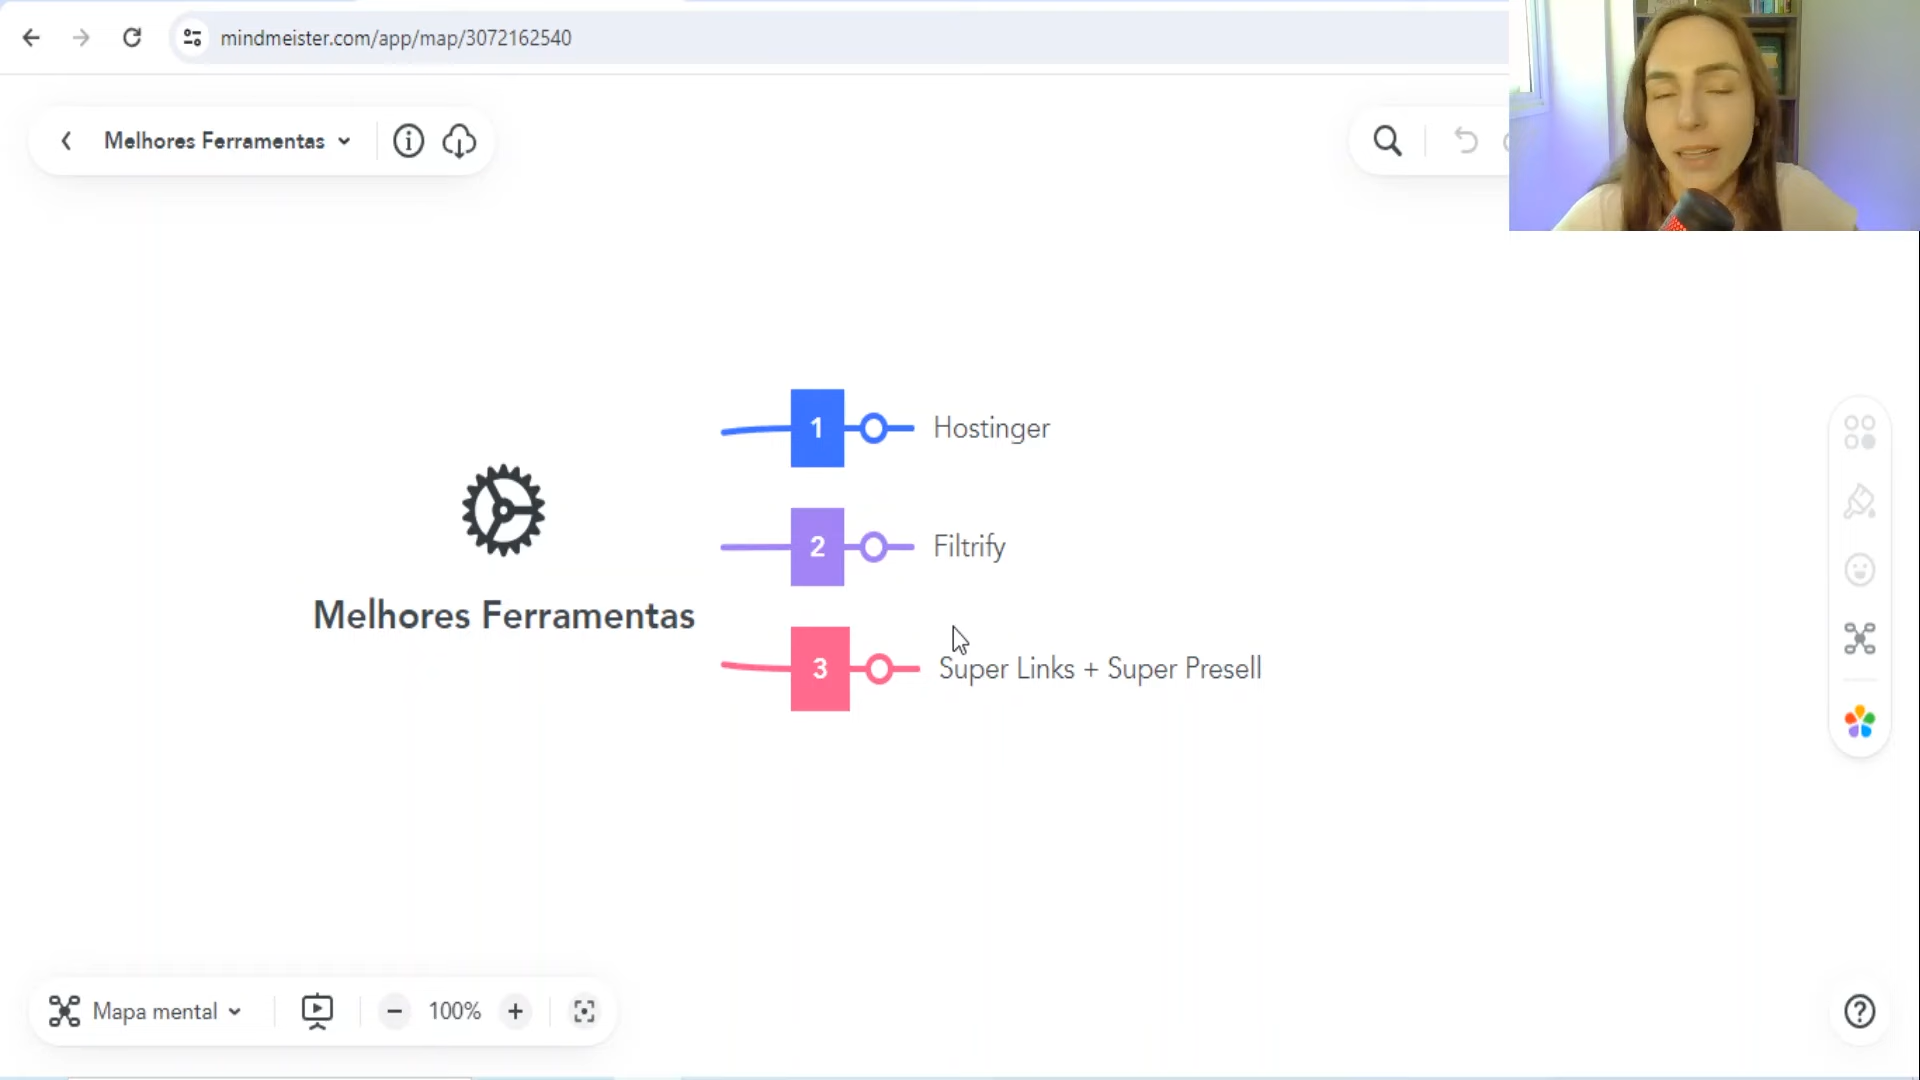 mindmeister.com/app/map/3072162540
Melhores Ferramentas
1 Hostinger
2 Filtrify
Melhores Ferramentas
3 Super Links + Super Presell
Mapa mental
100%